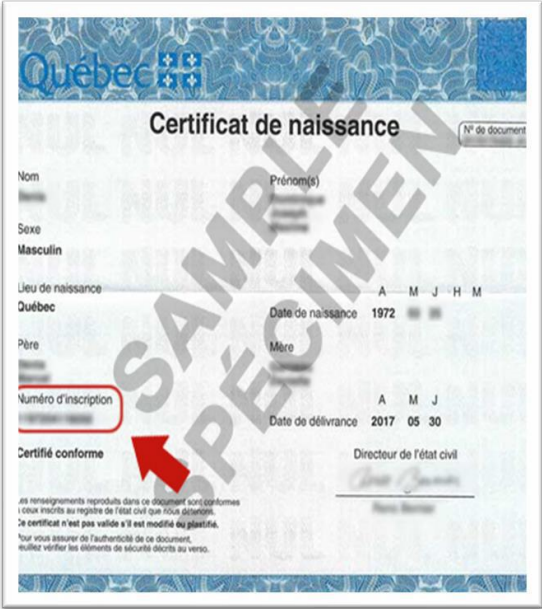 Québec
Certificat de naissance
N° de document
Nom
Prénom(s)
Sexe
Masculin
Lieu de naissance
Québec
A M J H M
Date de naissance 1972
Père
Mère
Numéro d'inscription
A M J
Date de délivrance 2017 05 30
Certifié conforme
Directeur de l'état civil
Les renseignements reproduits dans ce document sont conformes
à ceux inscrits au registre de l'état civil que nous détenons.
Ce certificat n'est pas valide s'il est modifié ou plastifié.
Pour vous assurer de l'authenticité de ce document,
veuillez vérifier les éléments de sécurité décrits au verso.
SAMPLE
SPÉCIMEN